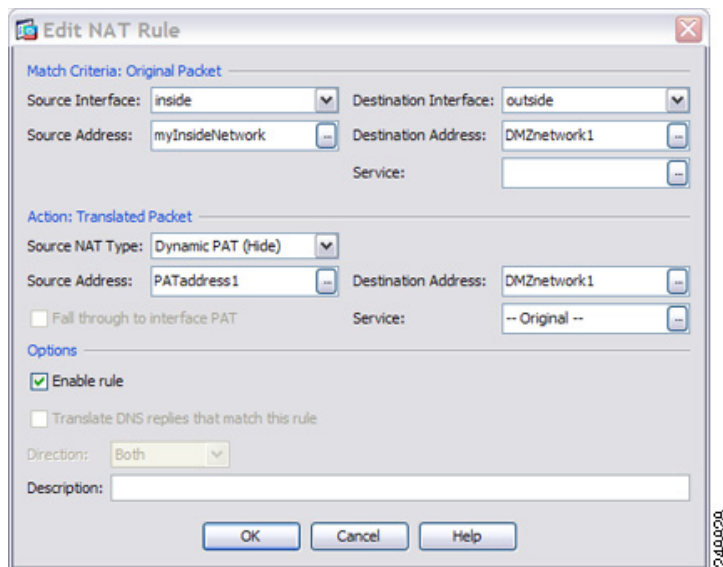 Edit NAT Rule
Match Criteria: Original Packet
Source Interface: inside Destination Interface: outside
Source Address: myInsideNetwork ... Destination Address: DMZnetwork1 ...
Service: ...
Action: Translated Packet
Source NAT Type: Dynamic PAT (Hide)
Source Address: PATaddress1 ... Destination Address: DMZnetwork1 ...
Fall through to interface PAT Service: -- Original -- ...
Options
Enable rule
Translate DNS replies that match this rule
Direction: Both
Description:
OK Cancel Help
248829